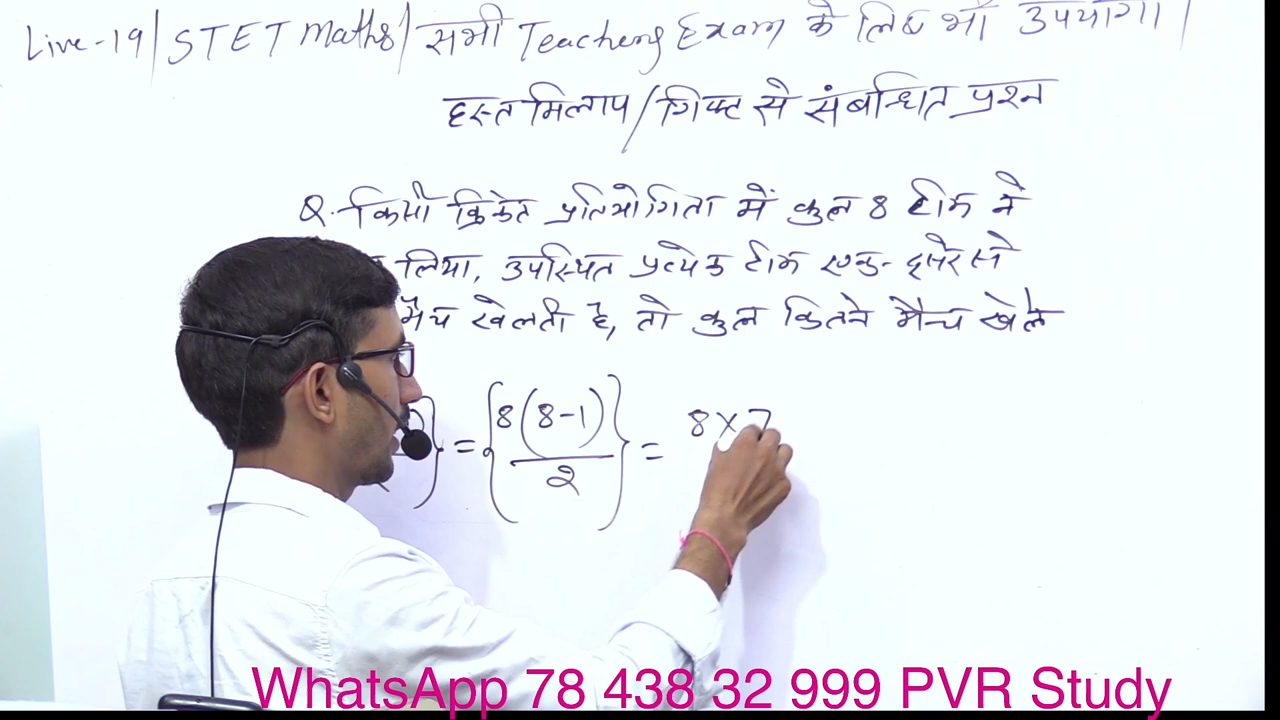 Live-19/STET Maths/ सभी Teaching Exam के लिए भी उपयोगी।
हस्त मिलाप/गिफ्ट से संबन्धित प्रश्न
Q. किसी क्रिकेट प्रतियोगिता में कुल 8 टीम ने
लिया, उपस्थित प्रत्येक टीम एक-दूसरे से
मैच खेलती है, तो कुल कितने मैच खेले
= {8(8-1)/2} = 8×7
WhatsApp 78 438 32 999 PVR Study